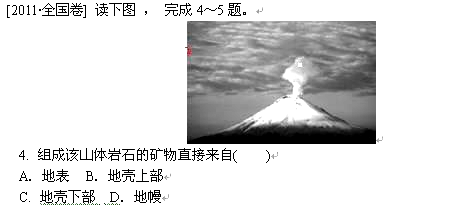 [2011·全国卷] 读下图 ， 完成 4～5 题。
4. 组成该山体岩石的矿物直接来自(　　)
A. 地表　B. 地壳上部
C. 地壳下部　D. 地幔